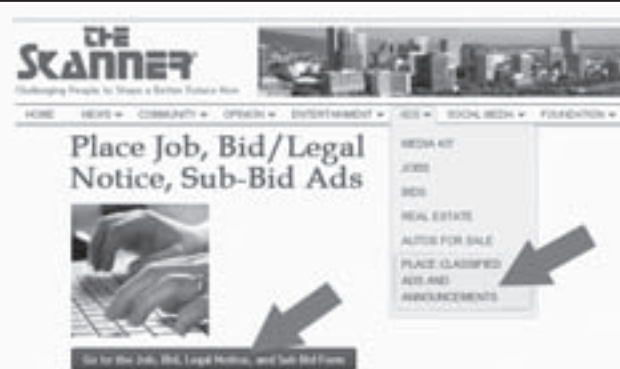 THE
SKANNER
Challenging People to Shape a Better Future Now
HOME NEWS COMMUNITY OPINION ENTERTAINMENT ADS SOCIAL MEDIA FOUNDATION
Place Job, Bid/Legal
Notice, Sub-Bid Ads
MEDIA KIT
JOBS
BIDS
REAL ESTATE
AUTOS FOR SALE
PLACE CLASSIFIED
ADS AND
ANNOUNCEMENTS
Go to the Job, Bid, Legal Notice, and Sub Bid Form